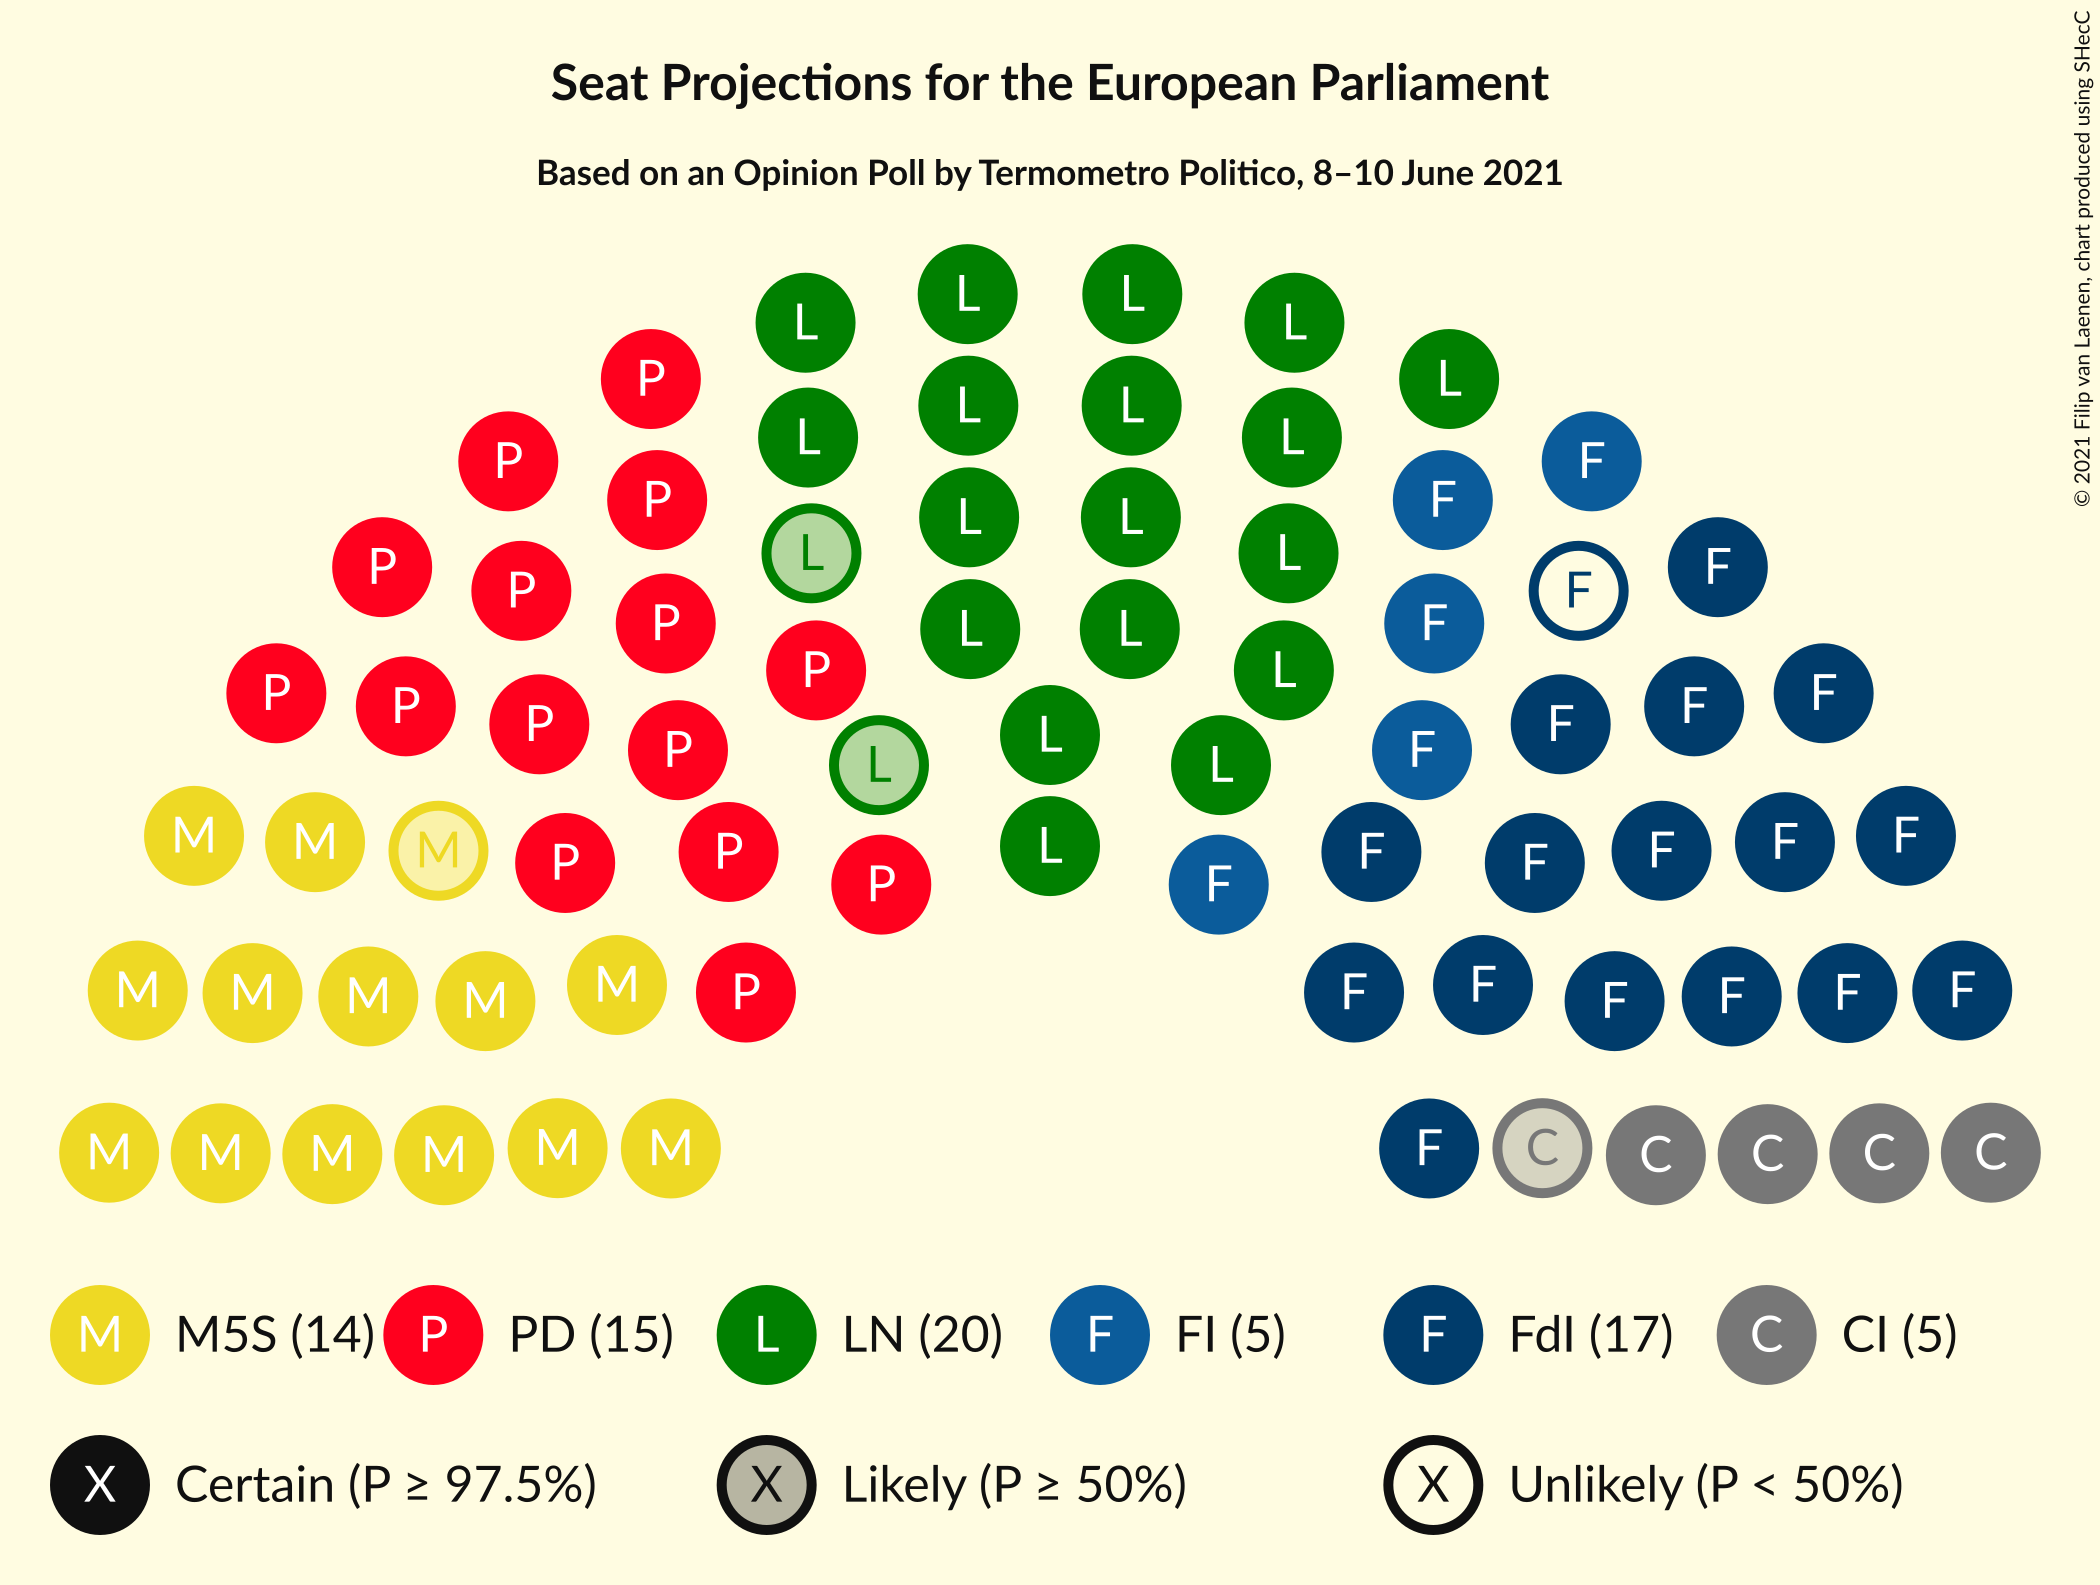 Seat Projections for the European Parliament
Based on an Opinion Poll by Termometro Politico, 8–10 June 2021
© 2021 Filip van Laenen, chart produced using SHecC
L L L L
P L
L L L L
P F
P L L F
L L L
P P F F
P P F F
P L L L
P P P P L F F F F
L L L
M M M P P L F F F F F
P F
M M M M M P F F F F F F
M M M M M M F C C C C C
M M5S (14) P PD (15) L LN (20) F FI (5) F FdI (17) C CI (5)
X Certain (P ≥ 97.5%) X Likely (P ≥ 50%) X Unlikely (P < 50%)